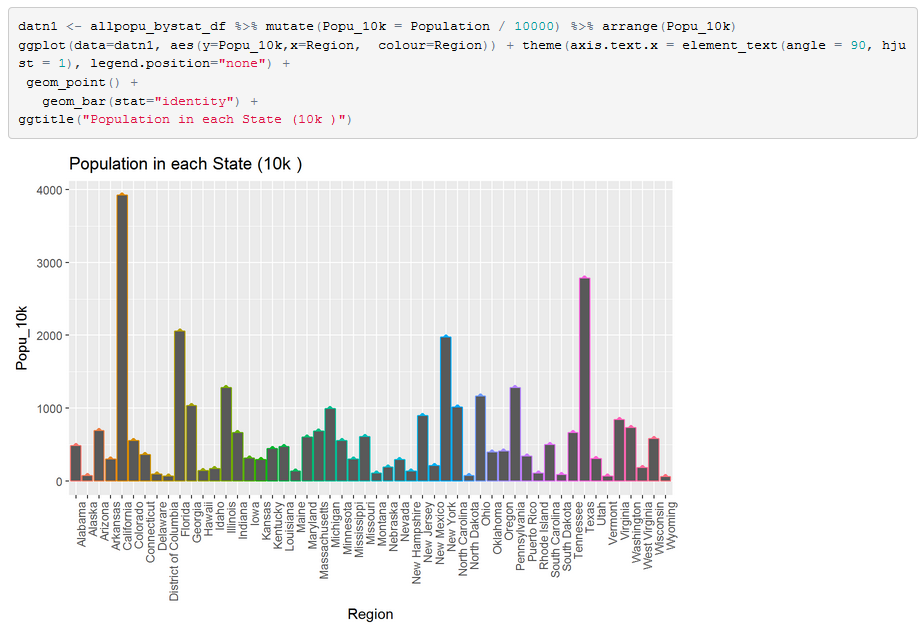 datn1 <- allpopu_bystat_df %>% mutate(Popu_10k = Population / 10000) %>% arrange(Popu_10k)
ggplot(data=datn1, aes(y=Popu_10k,x=Region,  colour=Region)) + theme(axis.text.x = element_text(angle = 90, hju
st = 1), legend.position="none") +
 geom_point() +
   geom_bar(stat="identity") +
ggtitle("Population in each State (10k )")
Population in each State (10k )
4000
3000
2000
1000
0
Popu_10k
Alabama
Alaska
Arizona
Arkansas
California
Colorado
Connecticut
Delaware
District of Columbia
Florida
Georgia
Hawaii
Idaho
Illinois
Indiana
Iowa
Kansas
Kentucky
Louisiana
Maine
Maryland
Massachusetts
Michigan
Minnesota
Mississippi
Missouri
Montana
Nebraska
Nevada
New Hampshire
New Jersey
New Mexico
New York
North Carolina
North Dakota
Ohio
Oklahoma
Oregon
Pennsylvania
Puerto Rico
Rhode Island
South Carolina
South Dakota
Tennessee
Texas
Utah
Vermont
Virginia
Washington
West Virginia
Wisconsin
Wyoming
Region